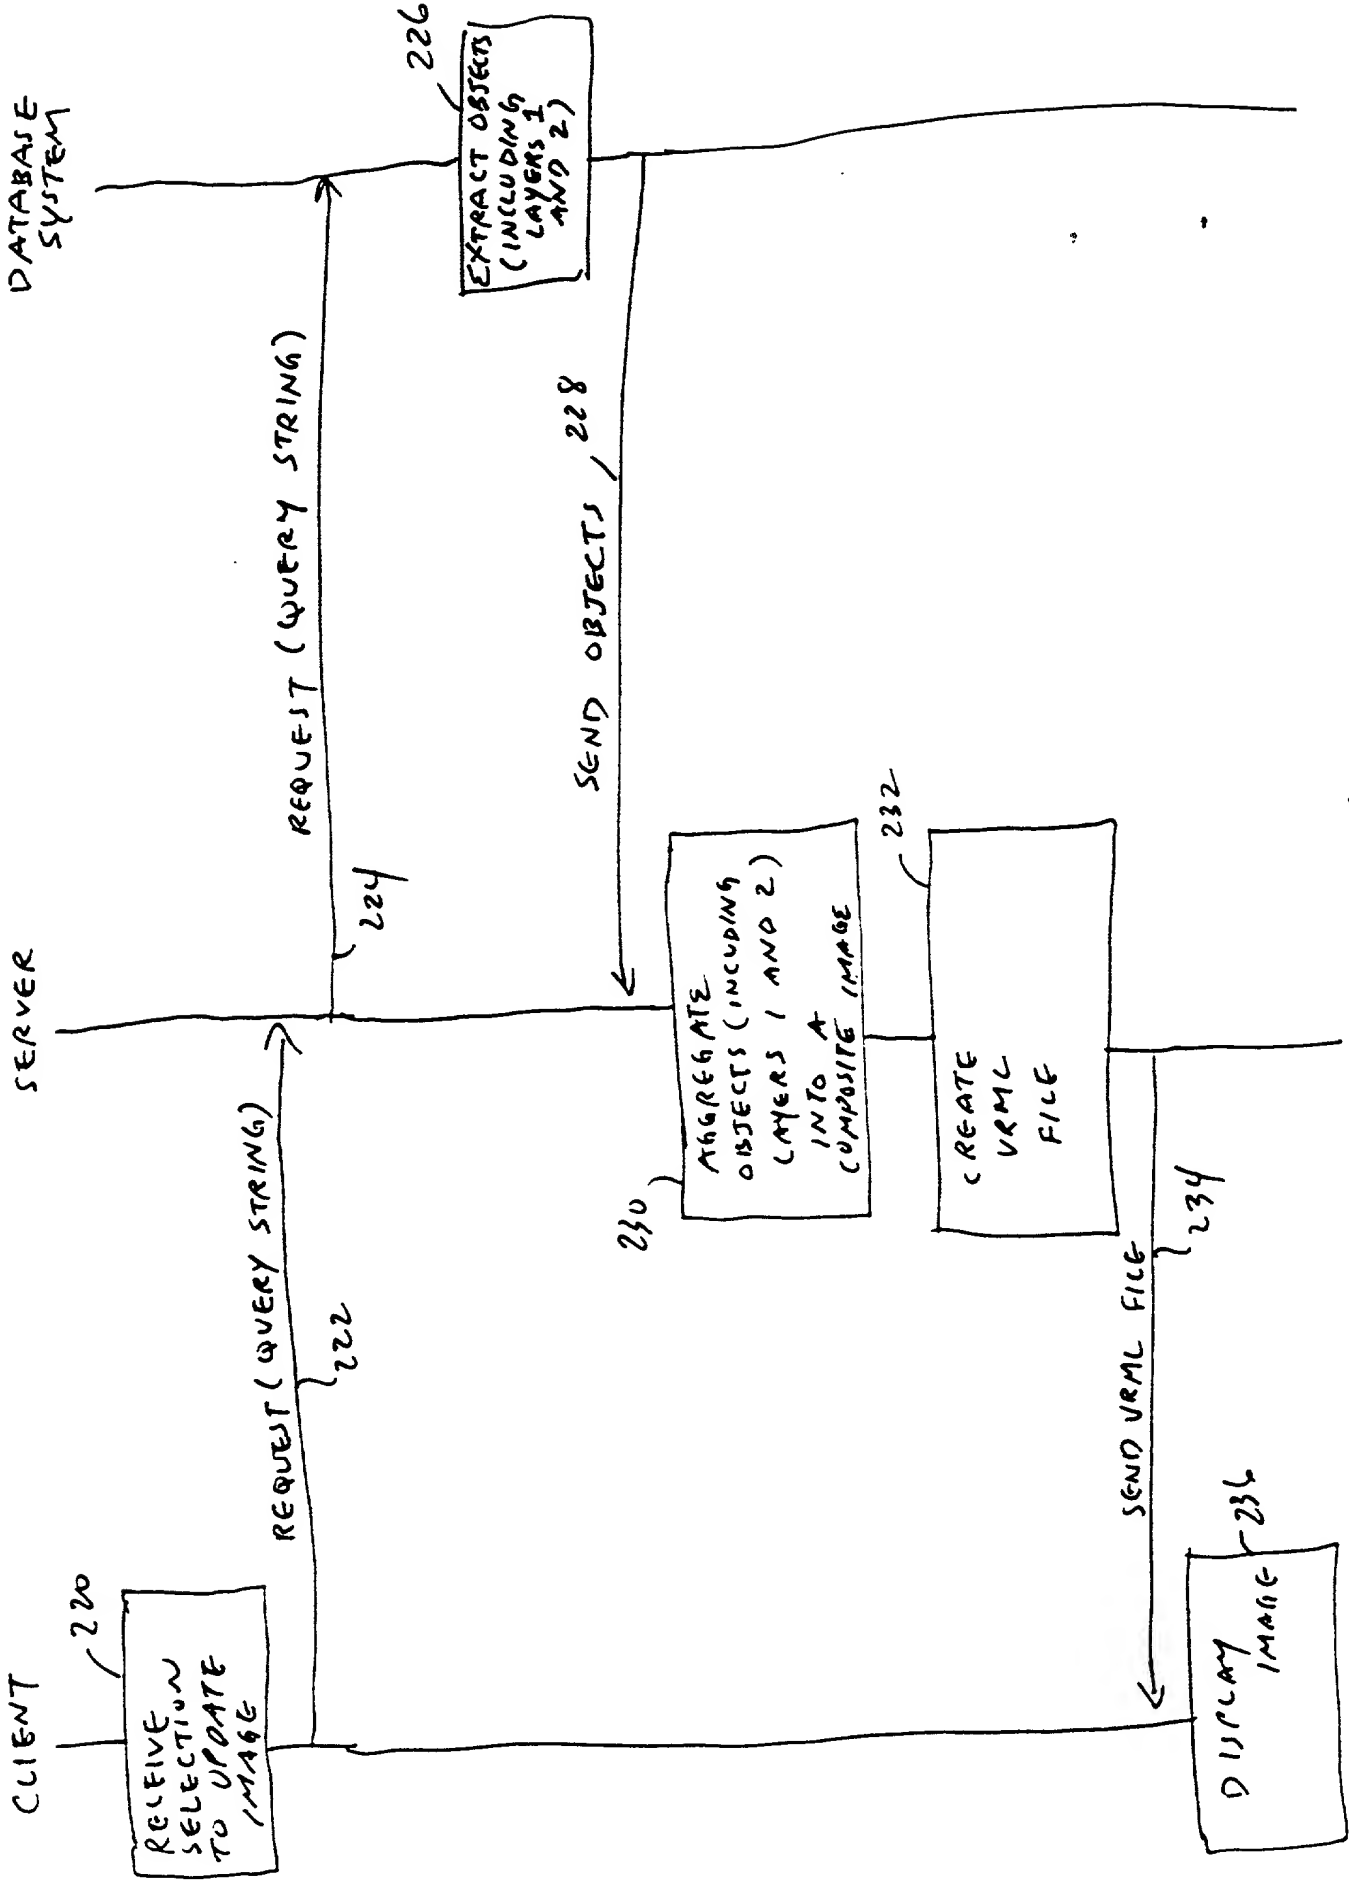 CLIENT
SERVER
DATABASE
SYSTEM
220
RECEIVE
SELECTION
TO UPDATE
IMAGE
REQUEST (QUERY STRING)
222
REQUEST (QUERY STRING)
224
226
EXTRACT OBJECTS
(INCLUDING
LAYERS 1
AND 2)
SEND OBJECTS
228
230
AGGREGATE
OBJECTS (INCLUDING
LAYERS 1 AND 2)
INTO A
COMPOSITE IMAGE
232
CREATE
VRML
FILE
SEND VRML FILE
234
DISPLAY
IMAGE
236